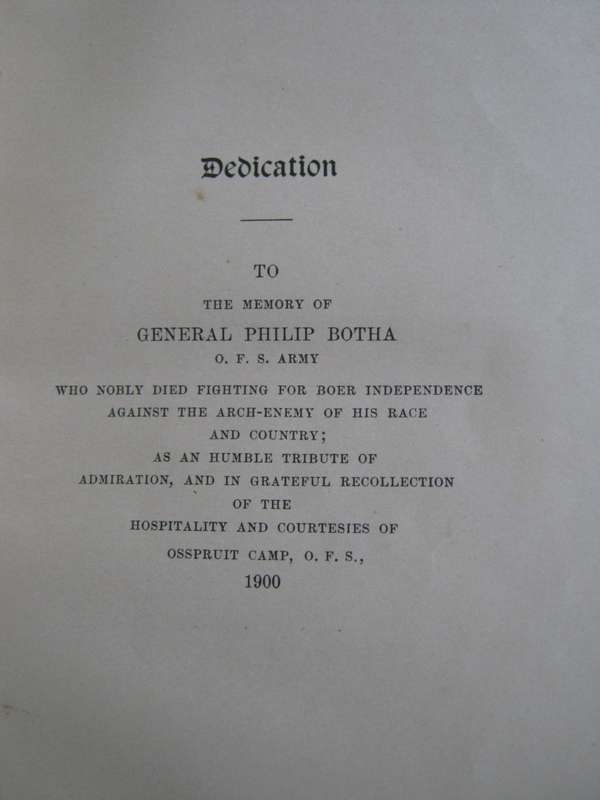 Dedication
TO
THE MEMORY OF
GENERAL PHILIP BOTHA
O. F. S. ARMY
WHO NOBLY DIED FIGHTING FOR BOER INDEPENDENCE
AGAINST THE ARCH-ENEMY OF HIS RACE
AND COUNTRY;
AS AN HUMBLE TRIBUTE OF
ADMIRATION, AND IN GRATEFUL RECOLLECTION
OF THE
HOSPITALITY AND COURTESIES OF
OSSPRUIT CAMP, O. F. S.,
1900